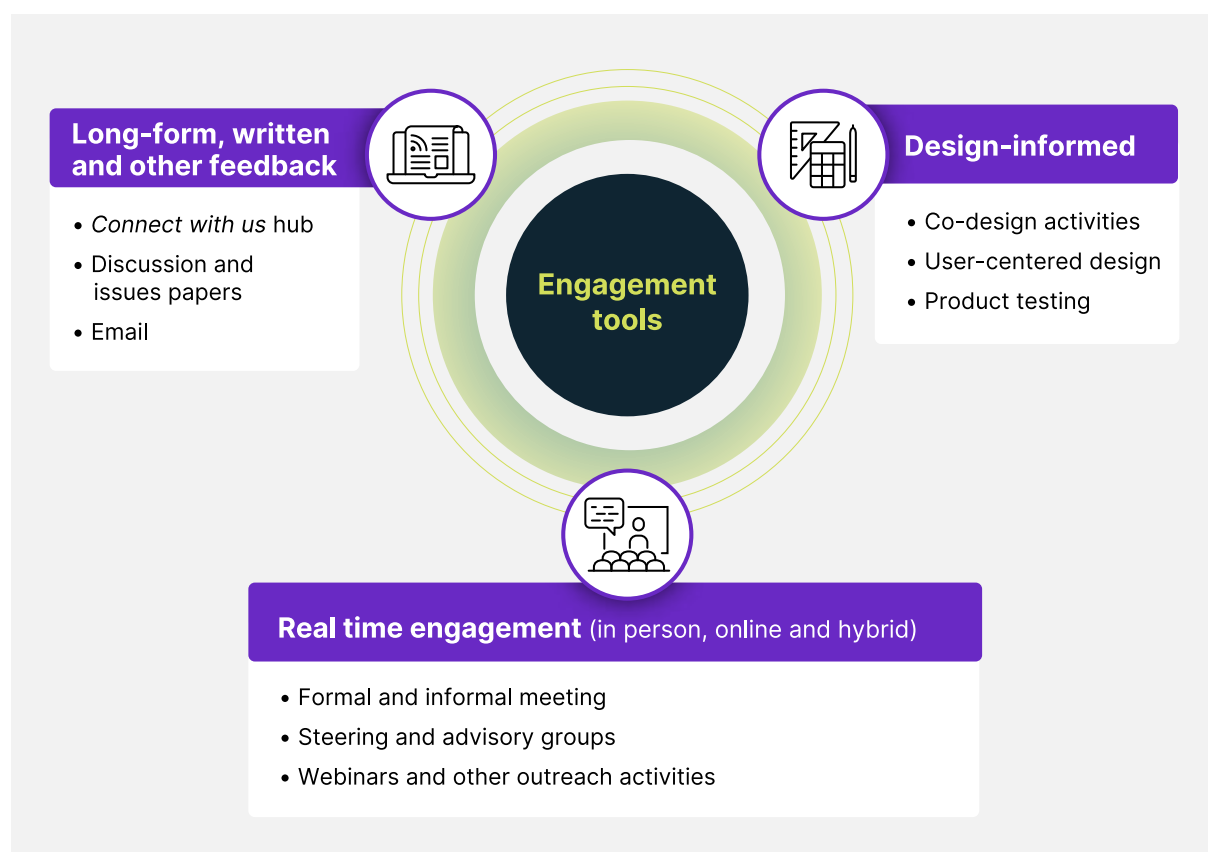 Long-form, written
and other feedback
• Connect with us hub
• Discussion and
issues papers
• Email
Engagement
tools
Design-informed
• Co-design activities
• User-centered design
• Product testing
Real time engagement (in person, online and hybrid)
• Formal and informal meeting
• Steering and advisory groups
• Webinars and other outreach activities